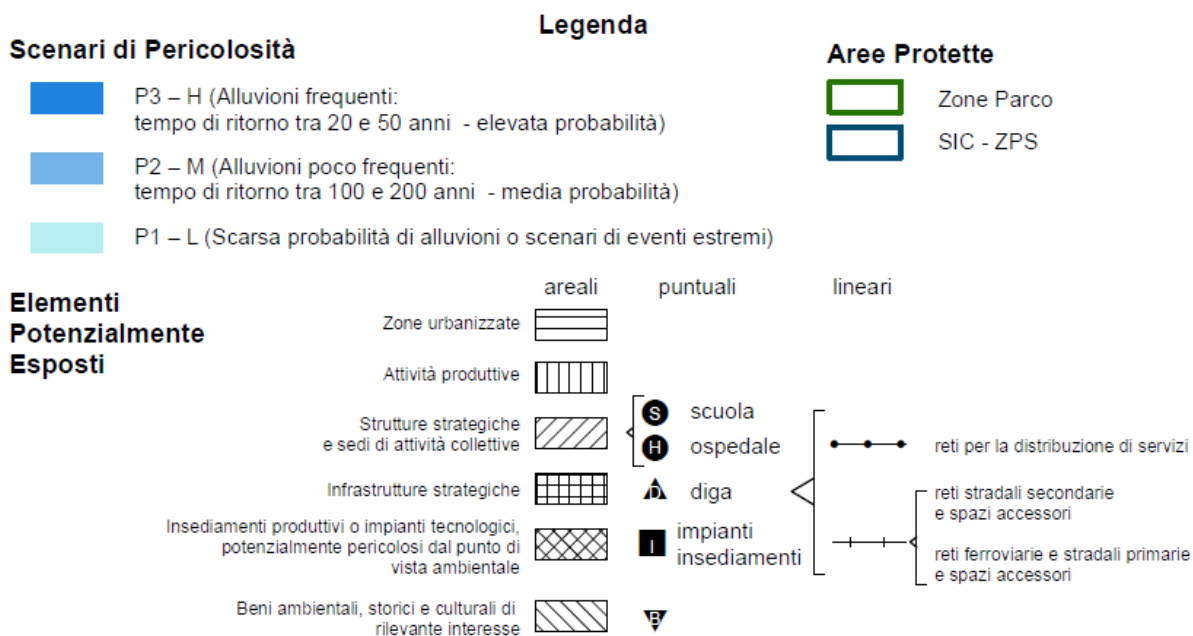 Legenda
Scenari di Pericolosità
P3 – H (Alluvioni frequenti:
tempo di ritorno tra 20 e 50 anni - elevata probabilità)
P2 – M (Alluvioni poco frequenti:
tempo di ritorno tra 100 e 200 anni - media probabilità)
P1 – L (Scarsa probabilità di alluvioni o scenari di eventi estremi)
Aree Protette
Zone Parco
SIC - ZPS
Elementi
Potenzialmente
Esposti
areali puntuali lineari
Zone urbanizzate
Attività produttive
Strutture strategiche
e sedi di attività collettive
Infrastrutture strategiche
Insediamenti produttivi o impianti tecnologici,
potenzialmente pericolosi dal punto di
vista ambientale
Beni ambientali, storici e culturali di
rilevante interesse
S scuola
H ospedale
D diga
I impianti
insediamenti
B
reti per la distribuzione di servizi
reti stradali secondarie
e spazi accessori
reti ferroviarie e stradali primarie
e spazi accessori